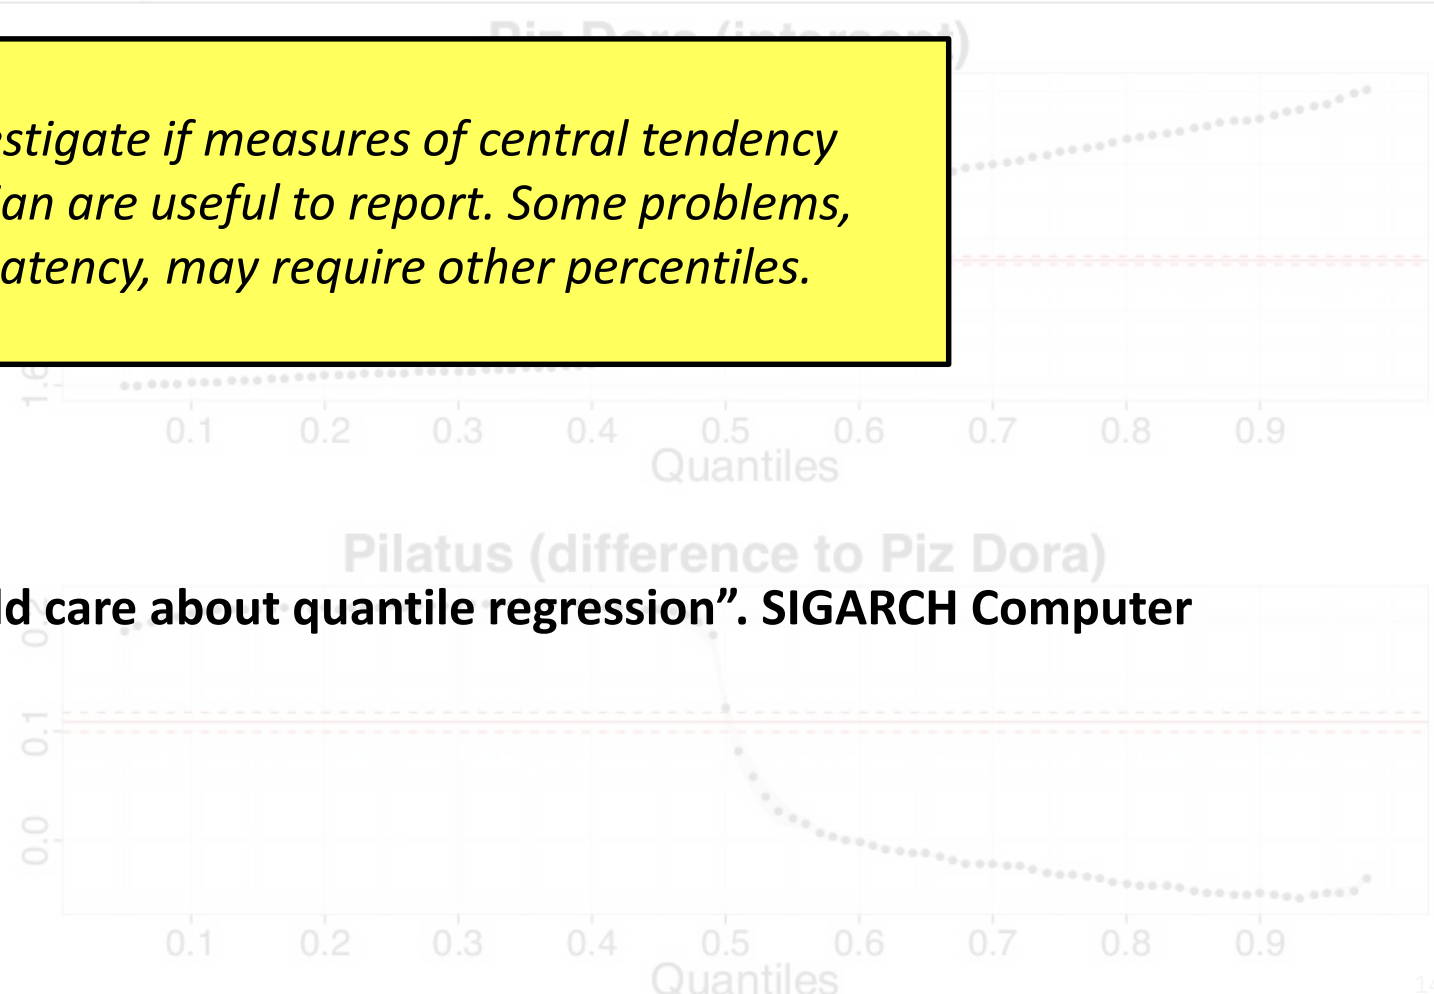 Piz Dora (intercept)
estigate if measures of central tendency
ian are useful to report. Some problems,
atency, may require other percentiles.
1.6
0.1 0.2 0.3 0.4 0.5 0.6 0.7 0.8 0.9
Quantiles
Pilatus (difference to Piz Dora)
ld care about quantile regression”. SIGARCH Computer
0.2
0.1
0.0
0.1 0.2 0.3 0.4 0.5 0.6 0.7 0.8 0.9
Quantiles
14